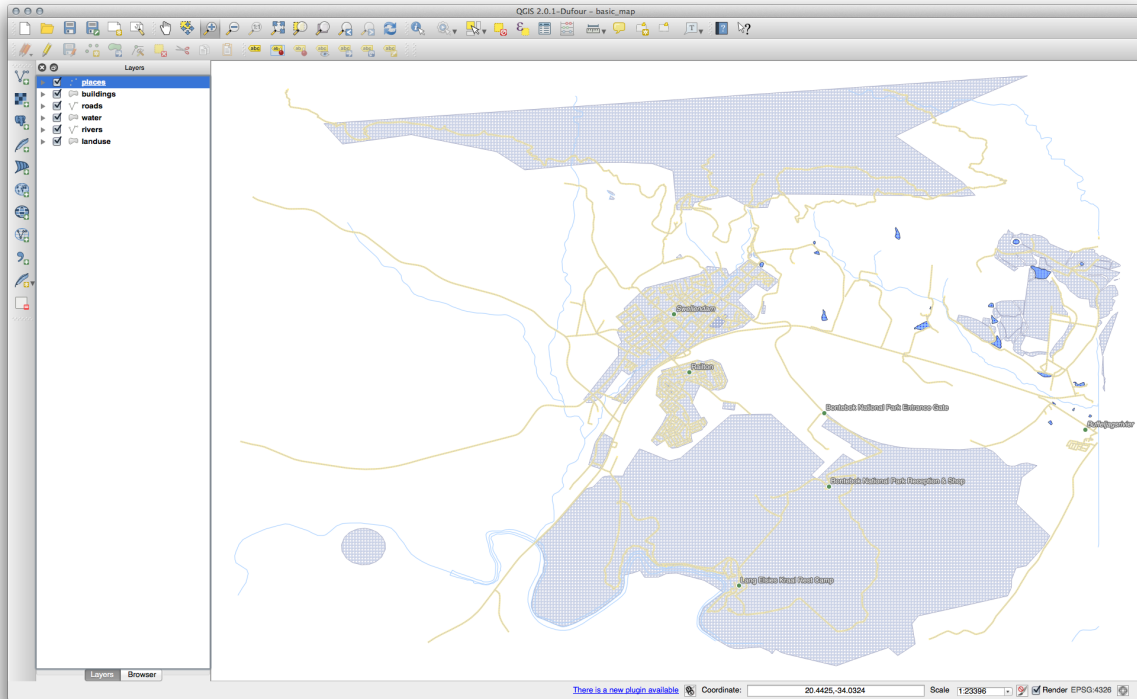 QGIS 2.0.1-Dufour - basic_map
Layers
places
buildings
roads
water
rivers
landuse
Swellendam
Railton
Bontebok National Park Entrance Gate
Buffeljagsrivier
Bontebok National Park Reception & Shop
Lang Elsies Kraal Rest Camp
Layers Browser
There is a new plugin available Coordinate: 20.4425,-34.0324 Scale 1:23396 Render EPSG:4326